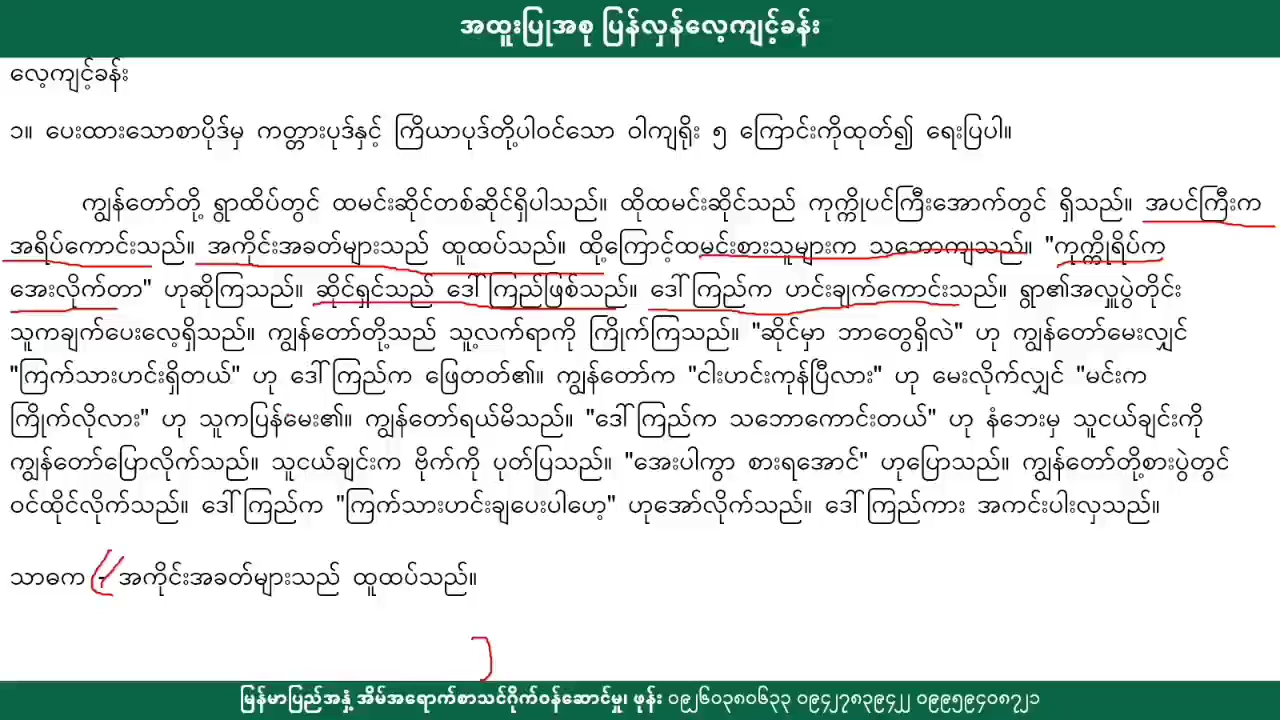 အထူးပြုအစု ပြန်လှန်လေ့ကျင့်ခန်း
လေ့ကျင့်ခန်း
၁။ ပေးထားသောစာပိုဒ်မှ ကတ္တားပုဒ်နှင့် ကြိယာပုဒ်တို့ပါဝင်သော ဝါကျရိုး ၅ ကြောင်းကိုထုတ်၍ ရေးပြပါ။
ကျွန်တော်တို့ ရွာထိပ်တွင် ထမင်းဆိုင်တစ်ဆိုင်ရှိပါသည်။ ထိုထမင်းဆိုင်သည် ကုက္ကိုပင်ကြီးအောက်တွင် ရှိသည်။ အပင်ကြီးက
အရိပ်ကောင်းသည်။ အကိုင်းအခတ်များသည် ထူထပ်သည်။ ထို့ကြောင့်ထမင်းစားသူများက သဘောကျသည်။ "ကုက္ကိုရိပ်က
အေးလိုက်တာ" ဟုဆိုကြသည်။ ဆိုင်ရှင်သည် ဒေါ်ကြည်ဖြစ်သည်။ ဒေါ်ကြည်က ဟင်းချက်ကောင်းသည်။ ရွာ၏အလှူပွဲတိုင်း
သူကချက်ပေးလေ့ရှိသည်။ ကျွန်တော်တို့သည် သူ့လက်ရာကို ကြိုက်ကြသည်။ "ဆိုင်မှာ ဘာတွေရှိလဲ" ဟု ကျွန်တော်မေးလျှင်
"ကြက်သားဟင်းရှိတယ်" ဟု ဒေါ်ကြည်က ဖြေတတ်၏။ ကျွန်တော်က "ငါးဟင်းကုန်ပြီလား" ဟု မေးလိုက်လျှင် "မင်းက
ကြိုက်လို့လား" ဟု သူကပြန်မေး၏။ ကျွန်တော်ရယ်မိသည်။ "ဒေါ်ကြည်က သဘောကောင်းတယ်" ဟု နံဘေးမှ သူငယ်ချင်းကို
ကျွန်တော်ပြောလိုက်သည်။ သူငယ်ချင်းက ဗိုက်ကို ပုတ်ပြသည်။ "အေးပါကွာ စားရအောင်" ဟုပြောသည်။ ကျွန်တော်တို့စားပွဲတွင်
ဝင်ထိုင်လိုက်သည်။ ဒေါ်ကြည်က "ကြက်သားဟင်းချပေးပါဟေ့" ဟုအော်လိုက်သည်။ ဒေါ်ကြည်ကား အကင်းပါးလှသည်။
သာဓက - အကိုင်းအခတ်များသည် ထူထပ်သည်။
မြန်မာပြည်အနှံ့ အိမ်အရောက်စာသင်ဂိုက်ဝန်ဆောင်မှု၊ ဖုန်း ၀၉၂၆၀၃၈၀၆၃၃ ၀၉၄၂၇၈၃၉၄၂၂ ၀၉၉၅၉၄၀၈၇၂၁